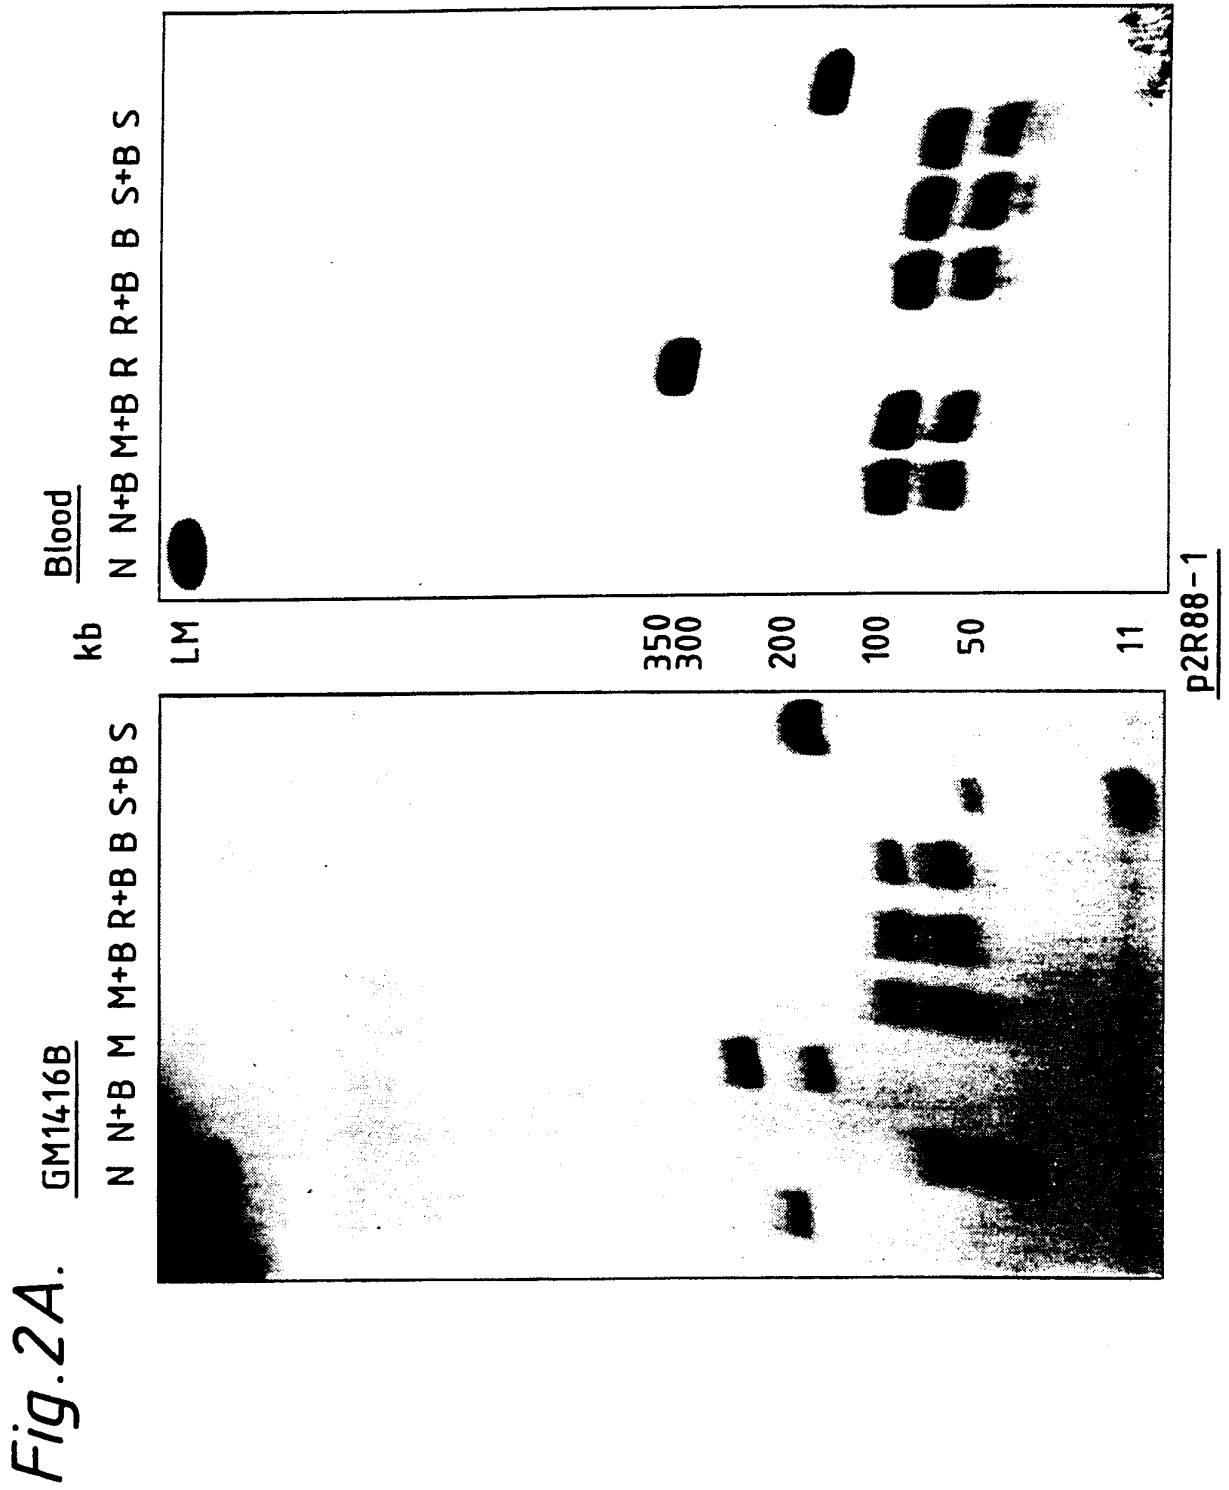 Fig.2A.
GM1416B
Blood
N N+B M M+B R+B B S+B S
kb
N N+B M+B R R+B B S+B S
LM
350
300
200
100
50
11
p2R88-1